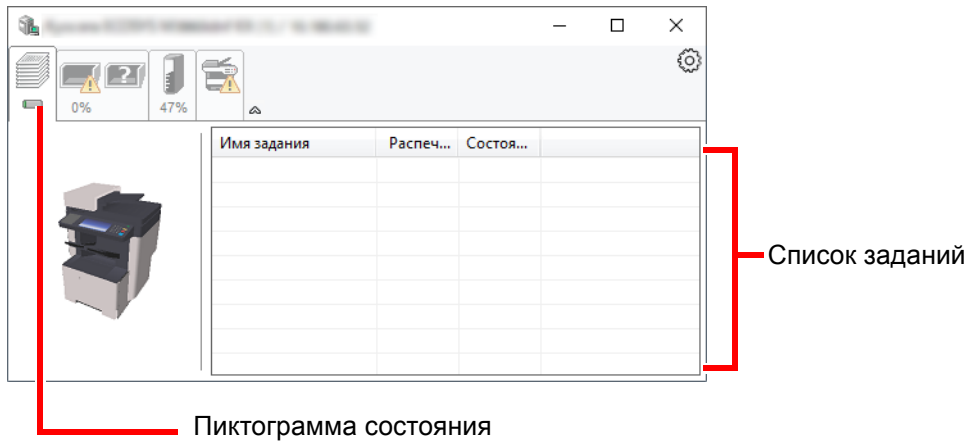 0%
47%
Имя задания Распеч... Состоя...
Список заданий
Пиктограмма состояния